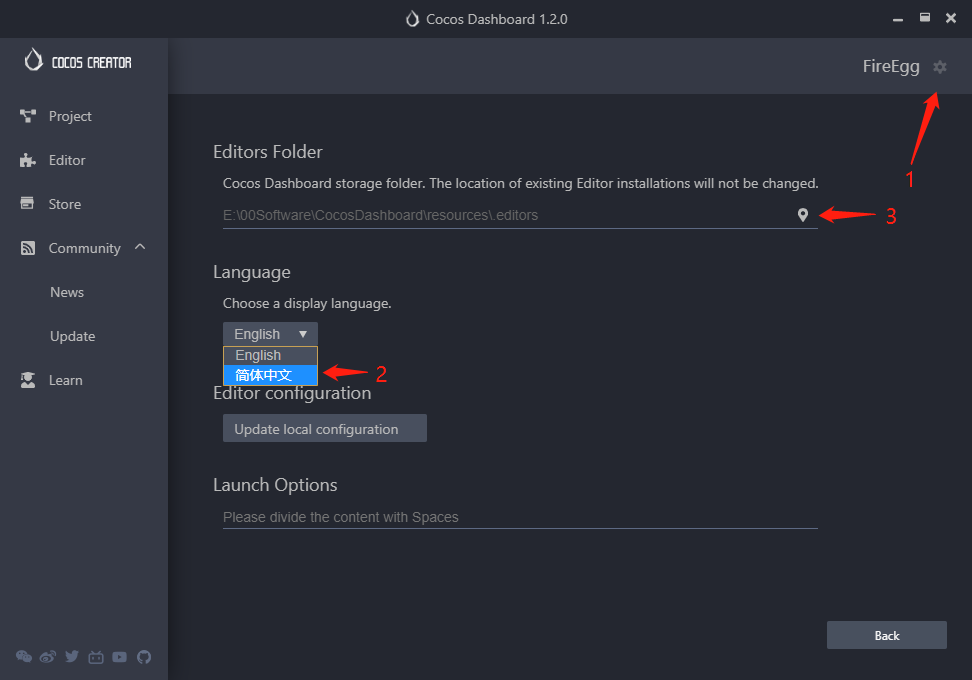 Cocos Dashboard 1.2.0
COCOS CREATOR
FireEgg
Project
Editor
Store
Community
News
Update
Learn
1
Editors Folder
Cocos Dashboard storage folder. The location of existing Editor installations will not be changed.
E:\00Software\CocosDashboard\resources\.editors
3
Language
Choose a display language.
English
English
简体中文
2
Editor configuration
Update local configuration
Launch Options
Please divide the content with Spaces
Back